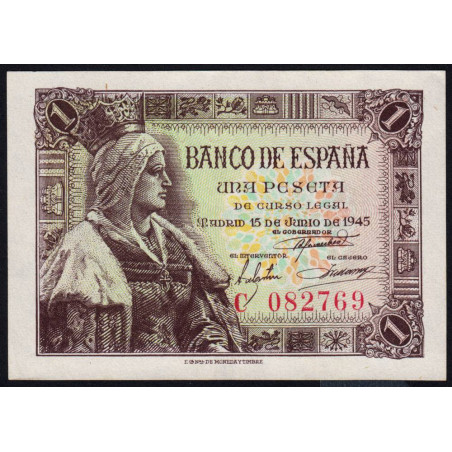 1
1
BANCO DE ESPAÑA
UNA PESETA
DE CURSO LEGAL
MADRID 15 DE JUNIO DE 1945
EL GOBERNADOR
EL INTERVENTOR
EL CAJERO
C 082769
1